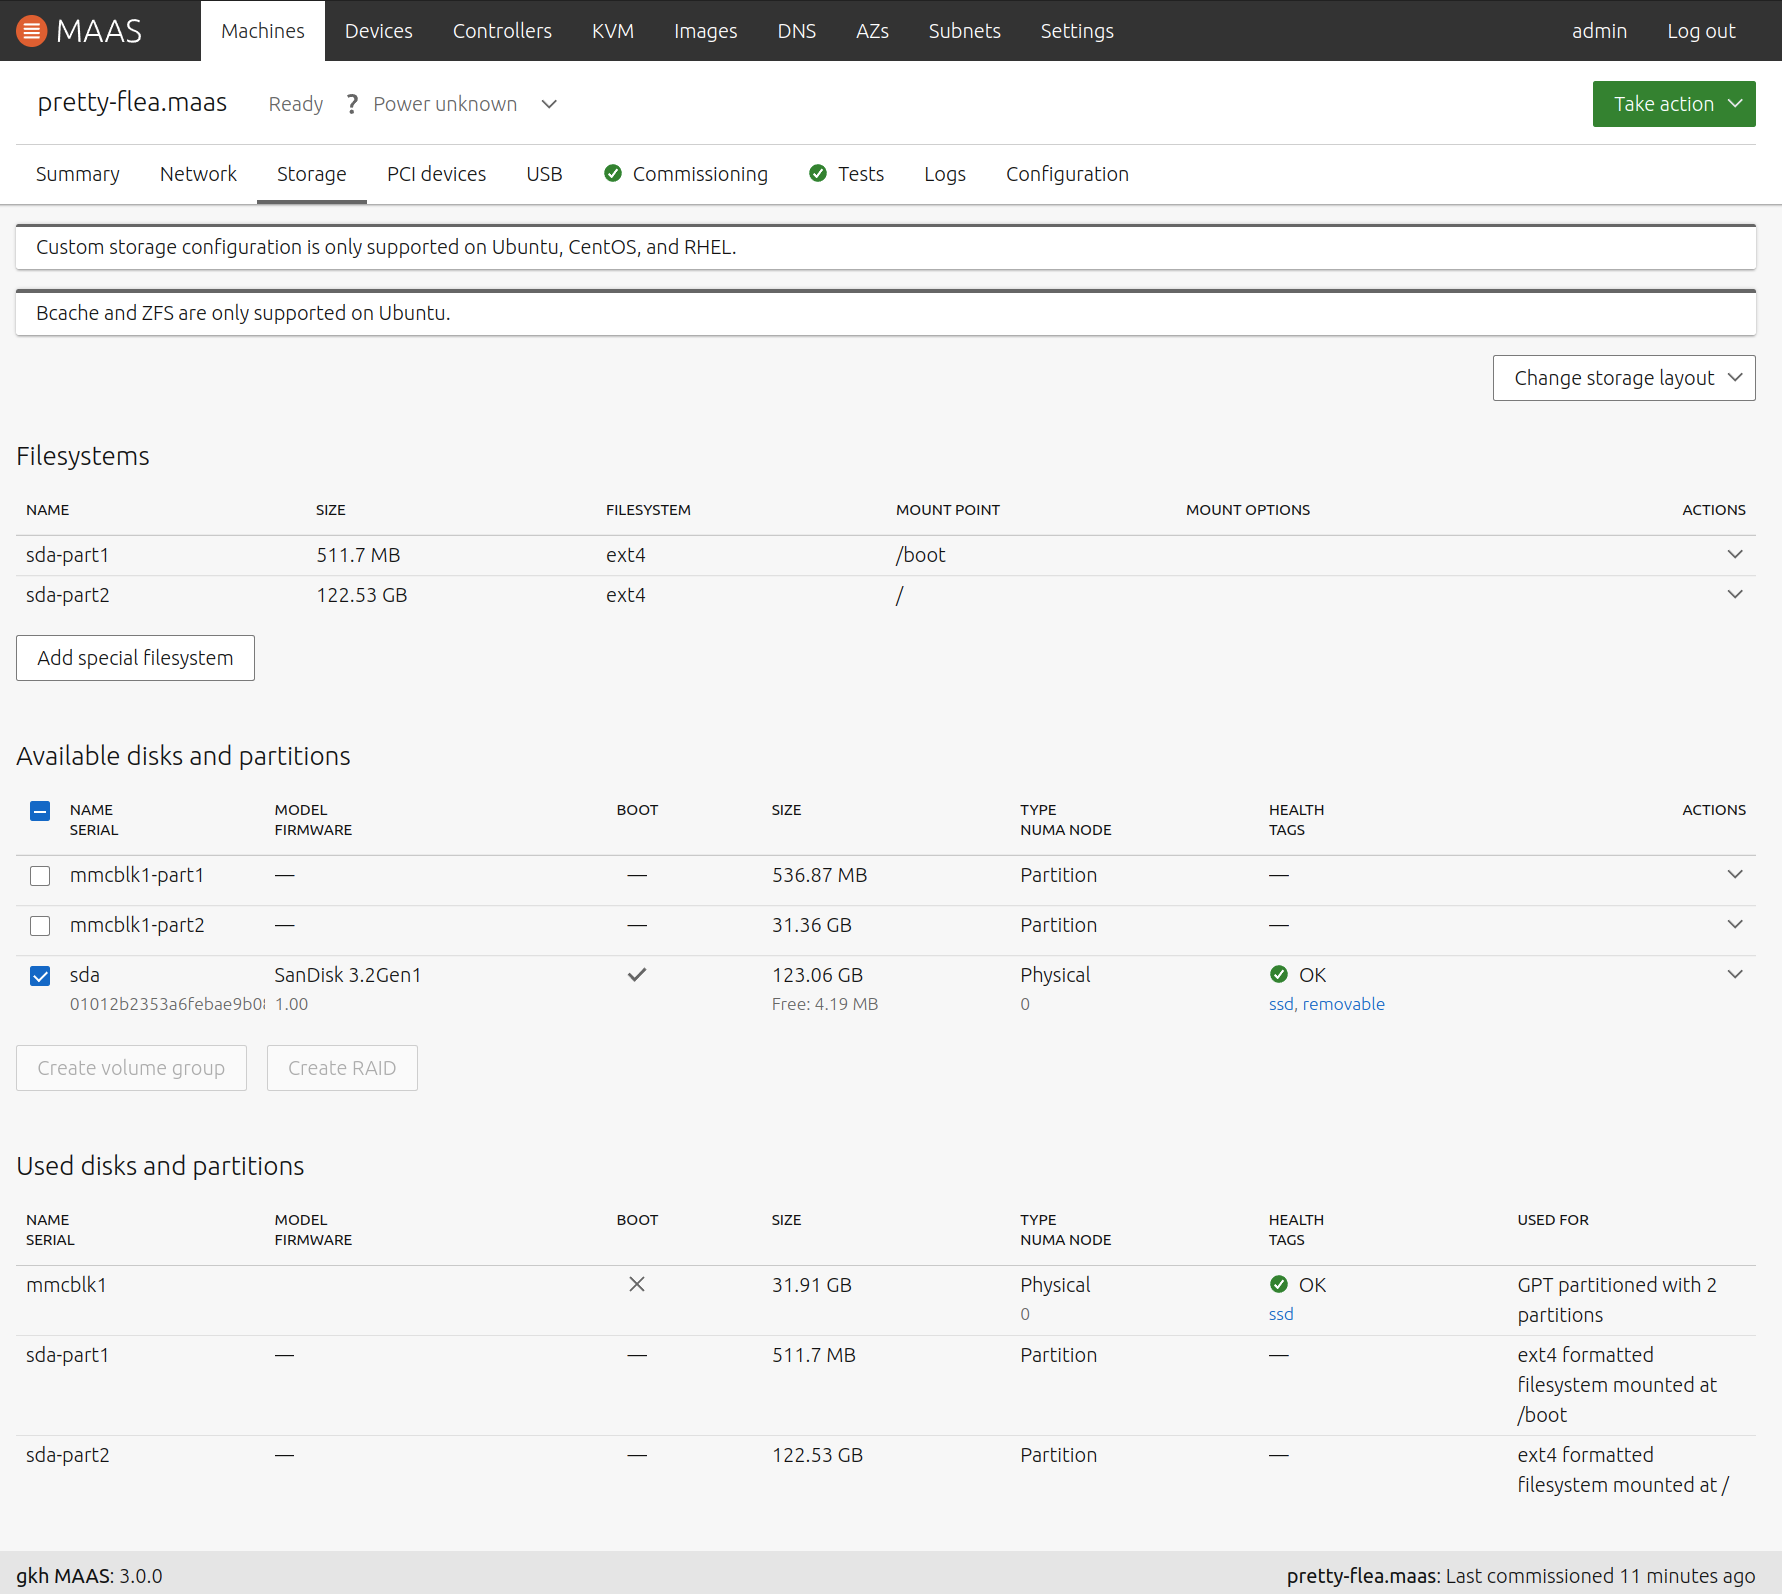 MAAS Machines Devices Controllers KVM Images DNS AZs Subnets Settings admin Log out
pretty-flea.maas Ready ? Power unknown Take action
Summary Network Storage PCI devices USB Commissioning Tests Logs Configuration
Custom storage configuration is only supported on Ubuntu, CentOS, and RHEL.
Bcache and ZFS are only supported on Ubuntu.
Change storage layout
Filesystems
NAME SIZE FILESYSTEM MOUNT POINT MOUNT OPTIONS ACTIONS
sda-part1 511.7 MB ext4 /boot
sda-part2 122.53 GB ext4 /
Add special filesystem
Available disks and partitions
NAME MODEL BOOT SIZE TYPE HEALTH ACTIONS
SERIAL FIRMWARE NUMA NODE TAGS
mmcblk1-part1 — — 536.87 MB Partition —
mmcblk1-part2 — — 31.36 GB Partition —
sda SanDisk 3.2Gen1 123.06 GB Physical OK
01012b2353a6febae9b0 1.00 Free: 4.19 MB 0 ssd, removable
Create volume group Create RAID
Used disks and partitions
NAME MODEL BOOT SIZE TYPE HEALTH USED FOR
SERIAL FIRMWARE NUMA NODE TAGS
mmcblk1 31.91 GB Physical OK GPT partitioned with 2
0 ssd partitions
sda-part1 — — 511.7 MB Partition — ext4 formatted
filesystem mounted at
/boot
sda-part2 — — 122.53 GB Partition — ext4 formatted
filesystem mounted at /
gkh MAAS: 3.0.0 pretty-flea.maas: Last commissioned 11 minutes ago